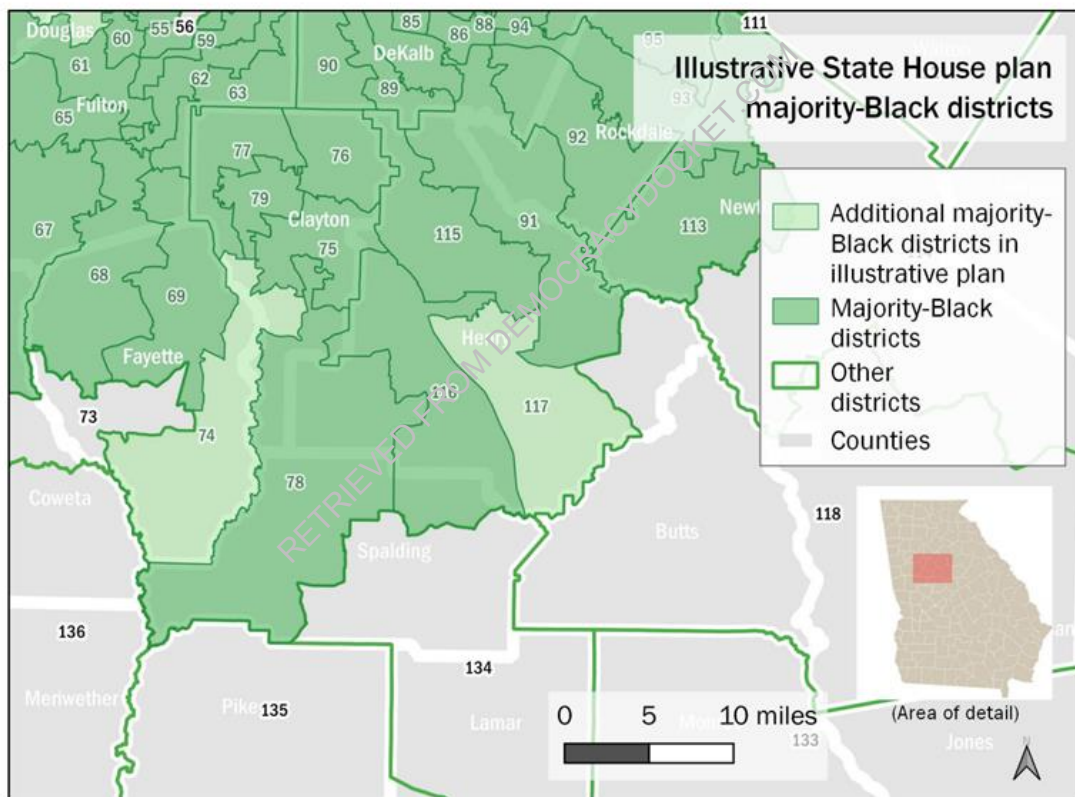 Douglas
60
55
56
59
85
86
88
94
111
61
62
90
DeKalb
95
63
89
93
65
Fulton
92
Rockdale
Illustrative State House plan
majority-Black districts
77
76
79
67
Clayton
75
91
115
113
68
69
Fayette
Henry
116
117
73
74
78
Coweta
Spalding
Butts
118
136
134
Meriwether
135
Lamar
133
Jones
Additional majority-
Black districts in
illustrative plan
Majority-Black
districts
Other
districts
Counties
RETRIEVED FROM DEMOCRACYDOCKET.COM
0 5 10 miles
(Area of detail)
N